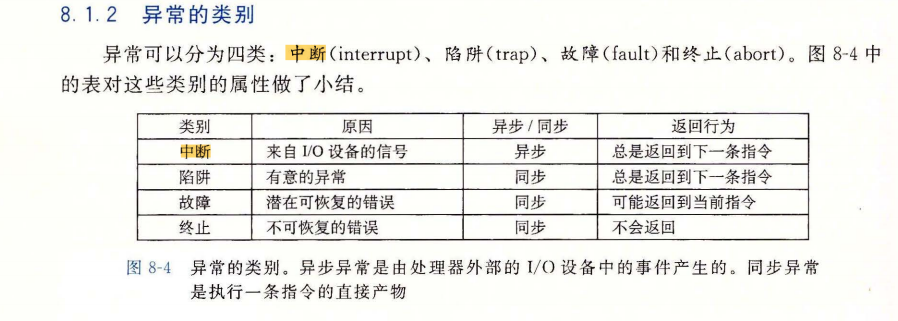 8.1.2 异常的类别
异常可以分为四类：中断(interrupt)、陷阱(trap)、故障(fault)和终止(abort)。图 8-4 中
的表对这些类别的属性做了小结。
类别 原因 异步/同步 返回行为
中断 来自 I/O 设备的信号 异步 总是返回到下一条指令
陷阱 有意的异常 同步 总是返回到下一条指令
故障 潜在可恢复的错误 同步 可能返回到当前指令
终止 不可恢复的错误 同步 不会返回
图 8-4 异常的类别。异步异常是由处理器外部的 I/O 设备中的事件产生的。同步异常
是执行一条指令的直接产物